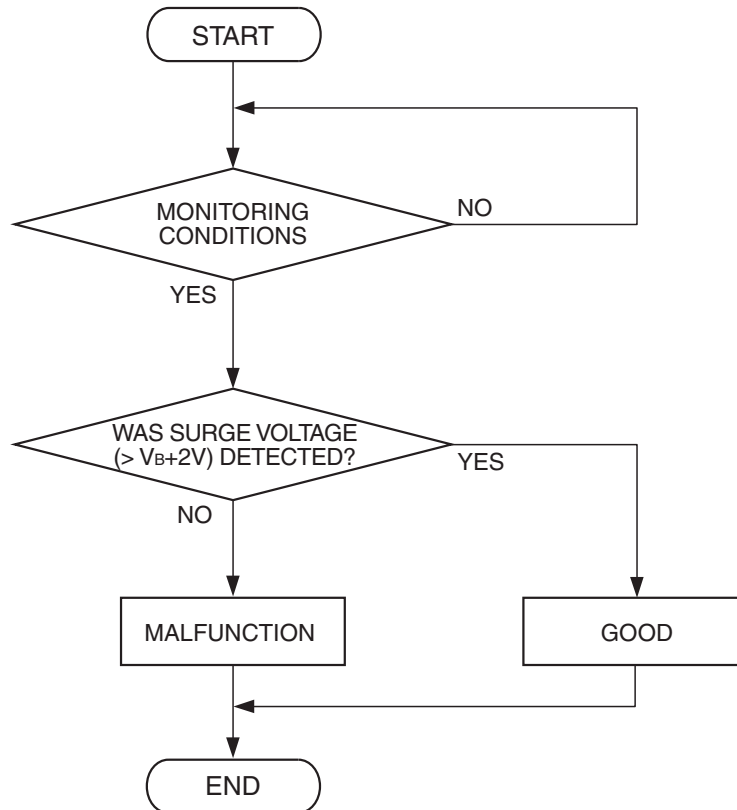 START
MONITORING
CONDITIONS
NO
YES
WAS SURGE VOLTAGE
(> VB+2V) DETECTED?
YES
NO
MALFUNCTION
GOOD
END